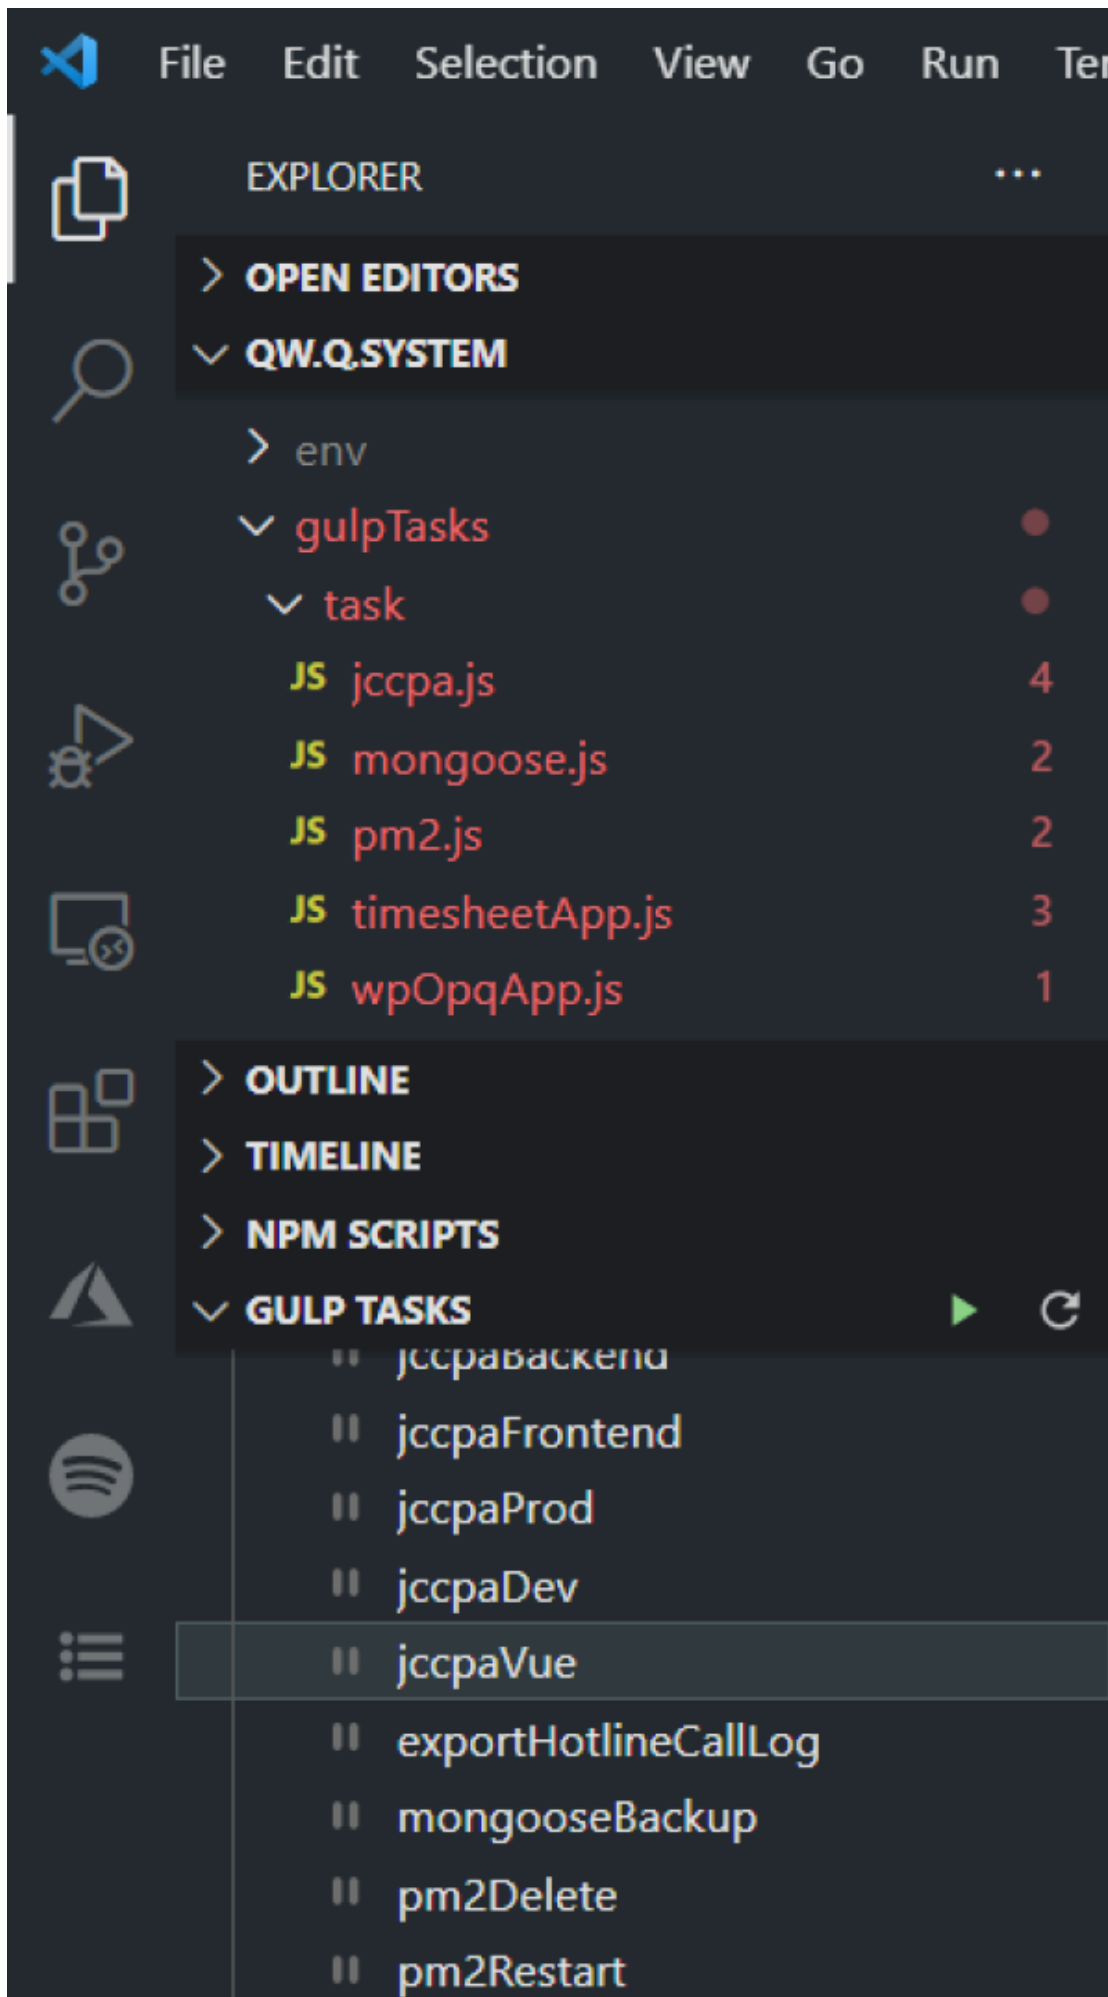 File Edit Selection View Go Run Ter
EXPLORER ...
OPEN EDITORS
QW.Q.SYSTEM
env
gulpTasks
task
JS jccpa.js 4
JS mongoose.js 2
JS pm2.js 2
JS timesheetApp.js 3
JS wpOpqApp.js 1
OUTLINE
TIMELINE
NPM SCRIPTS
GULP TASKS
jccpaBackend
jccpaFrontend
jccpaProd
jccpaDev
jccpaVue
exportHotlineCallLog
mongooseBackup
pm2Delete
pm2Restart